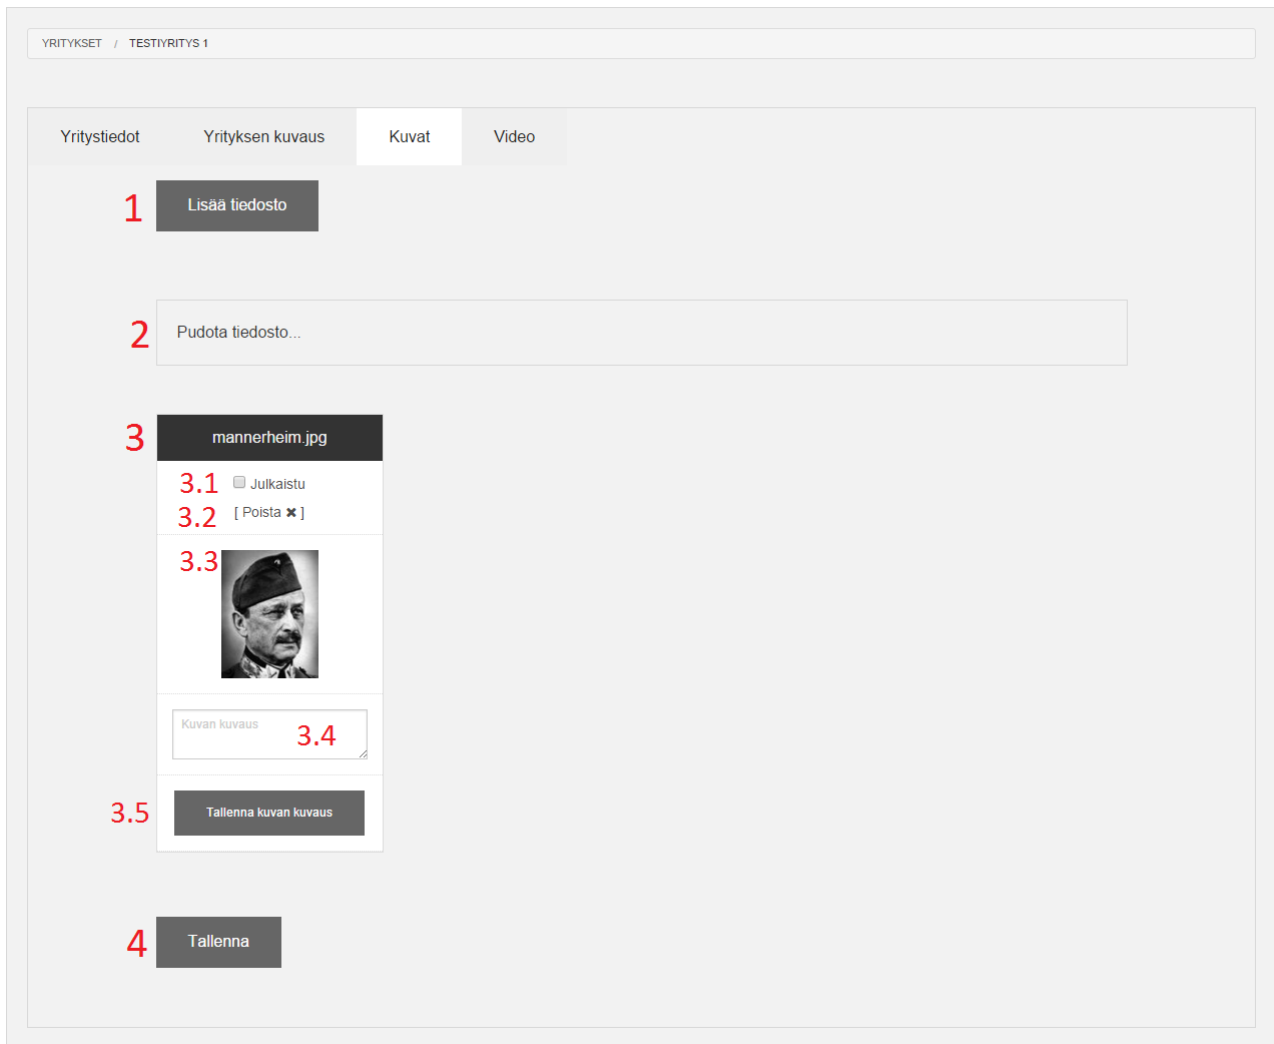 YRITYKSET / TESTIYRITYS 1
Yritystiedot Yrityksen kuvaus Kuvat Video
1 Lisää tiedosto
2 Pudota tiedosto...
3 mannerheim.jpg
3.1 Julkaistu
3.2 [ Poista ✖ ]
3.3
Kuvan kuvaus 3.4
3.5 Tallenna kuvan kuvaus
4 Tallenna